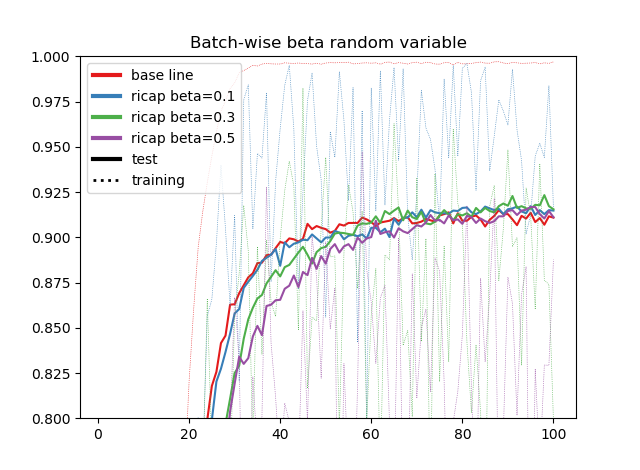 Batch-wise beta random variable
1.000
0.975
0.950
0.925
0.900
0.875
0.850
0.825
0.800
base line
ricap beta=0.1
ricap beta=0.3
ricap beta=0.5
test
training
0 20 40 60 80 100